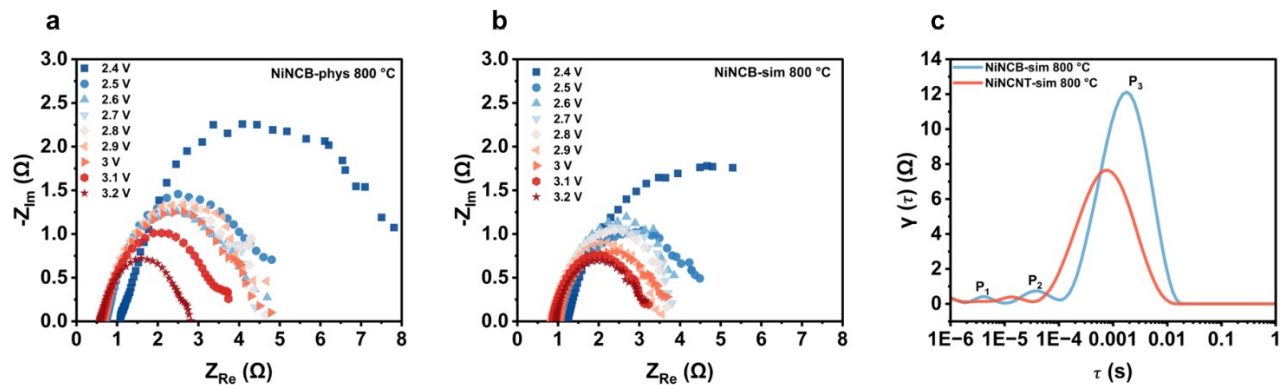 a
3.0
2.5
2.0
1.5
1.0
0.5
0.0
-Z_Im (Ω)
2.4 V
2.5 V
2.6 V
2.7 V
2.8 V
2.9 V
3 V
3.1 V
3.2 V
NiNCB-phys 800 °C
0 1 2 3 4 5 6 7 8
Z_Re (Ω)
b
3.0
2.5
2.0
1.5
1.0
0.5
0.0
-Z_Im (Ω)
2.4 V
2.5 V
2.6 V
2.7 V
2.8 V
2.9 V
3 V
3.1 V
3.2 V
NiNCB-sim 800 °C
0 1 2 3 4 5 6 7 8
Z_Re (Ω)
c
14
12
10
8
6
4
2
0
γ (τ) (Ω)
NiNCB-sim 800 °C
NiNCNT-sim 800 °C
P₁
P₂
P₃
1E−6 1E−5 1E−4 0.001 0.01 0.1 1
τ (s)